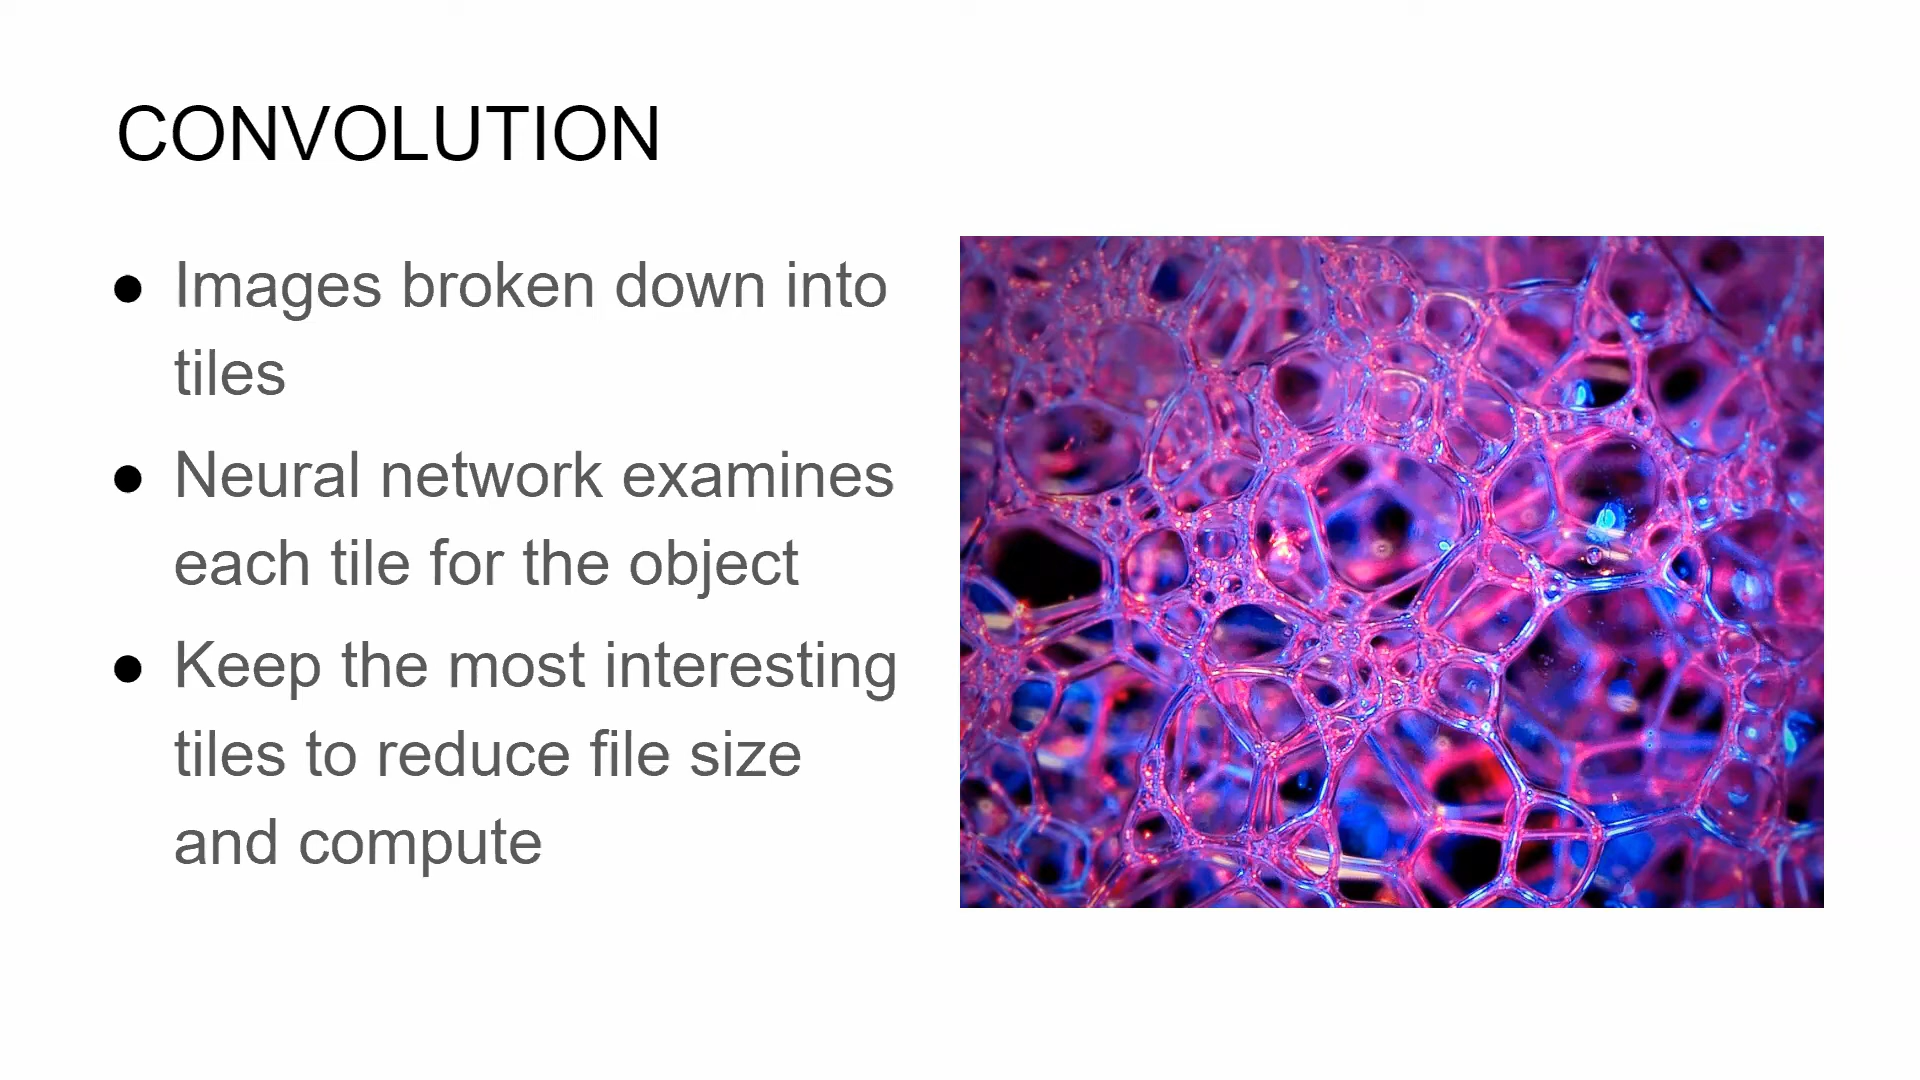 CONVOLUTION
● Images broken down into
tiles
● Neural network examines
each tile for the object
● Keep the most interesting
tiles to reduce file size
and compute